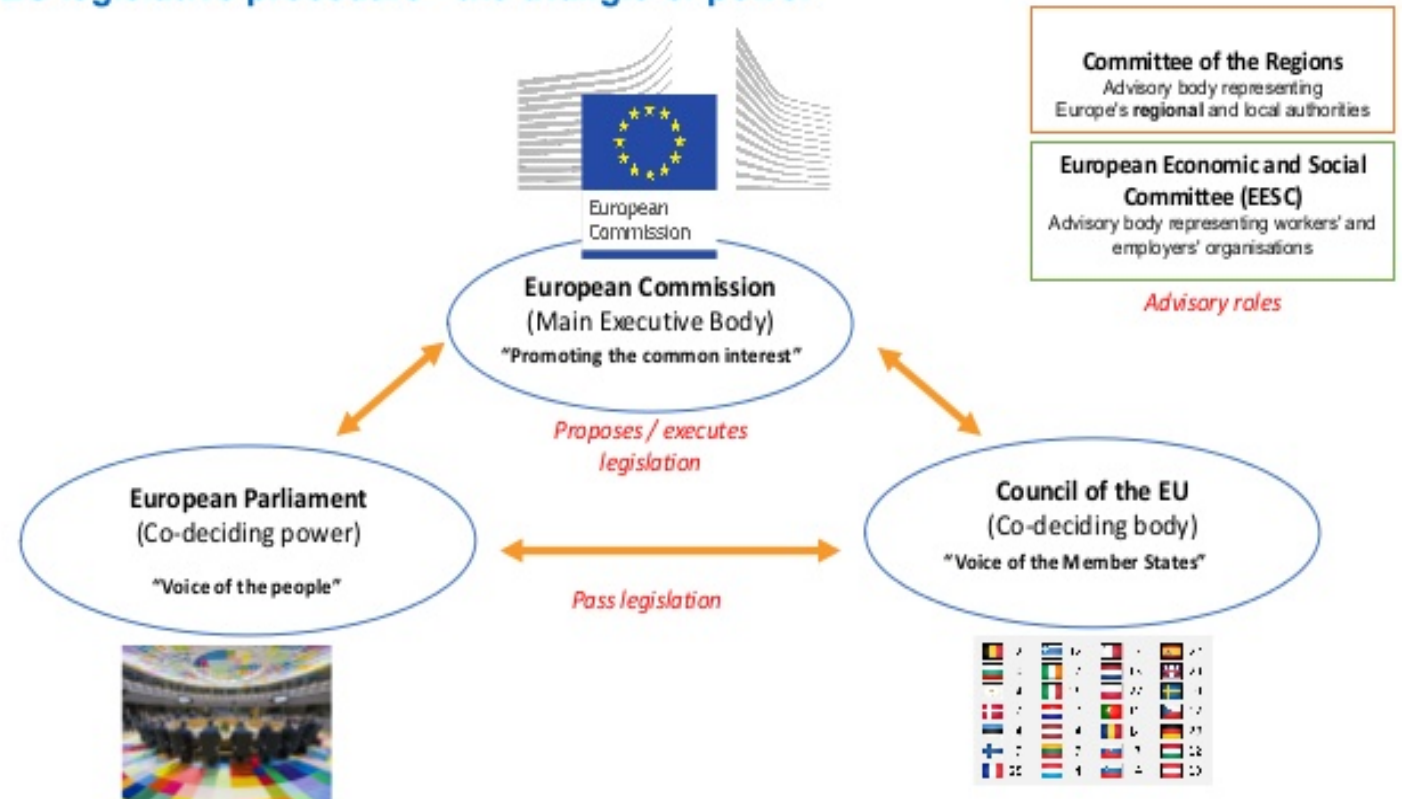 Committee of the Regions
Advisory body representing
Europe's regional and local authorities
European Economic and Social
Committee (EESC)
Advisory body representing workers' and
employers' organisations
Advisory roles
European
Commission
European Commission
(Main Executive Body)
"Promoting the common interest"
Proposes / executes
legislation
European Parliament
(Co-deciding power)
"Voice of the people"
Council of the EU
(Co-deciding body)
"Voice of the Member States"
Pass legislation